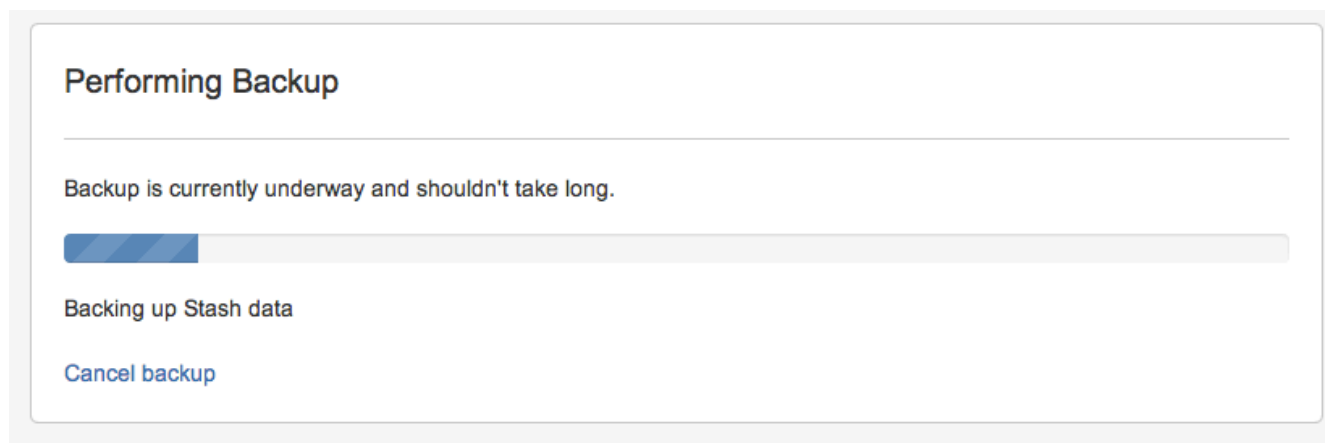 Performing Backup
Backup is currently underway and shouldn't take long.
Backing up Stash data
Cancel backup